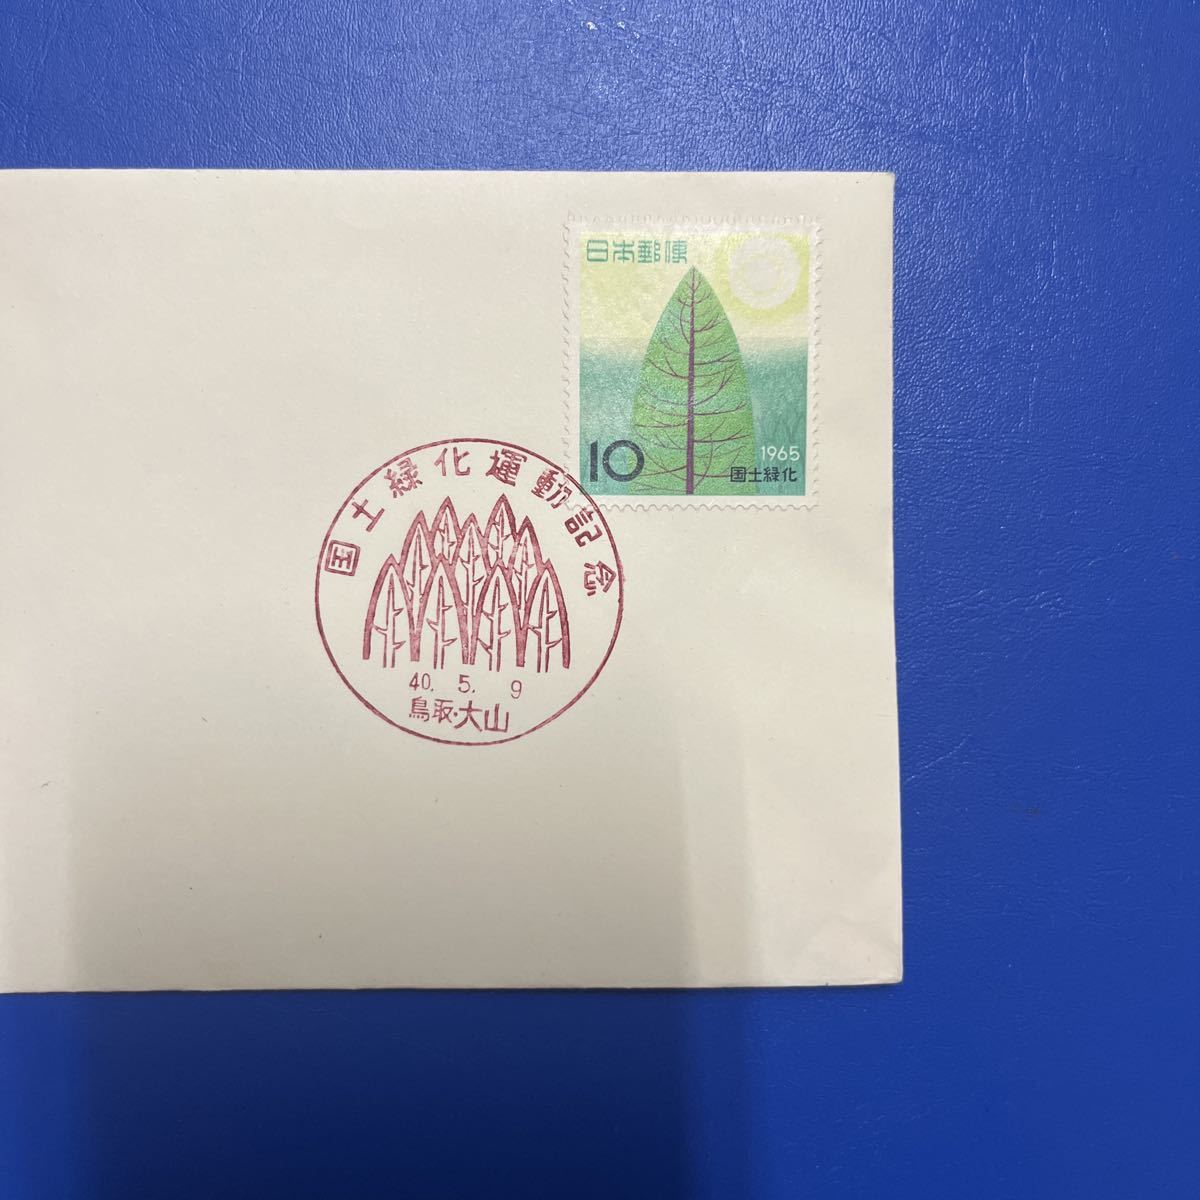 日本郵便
10
1965
国土緑化
国土緑化運動記念
40. 5. 9
鳥取・大山